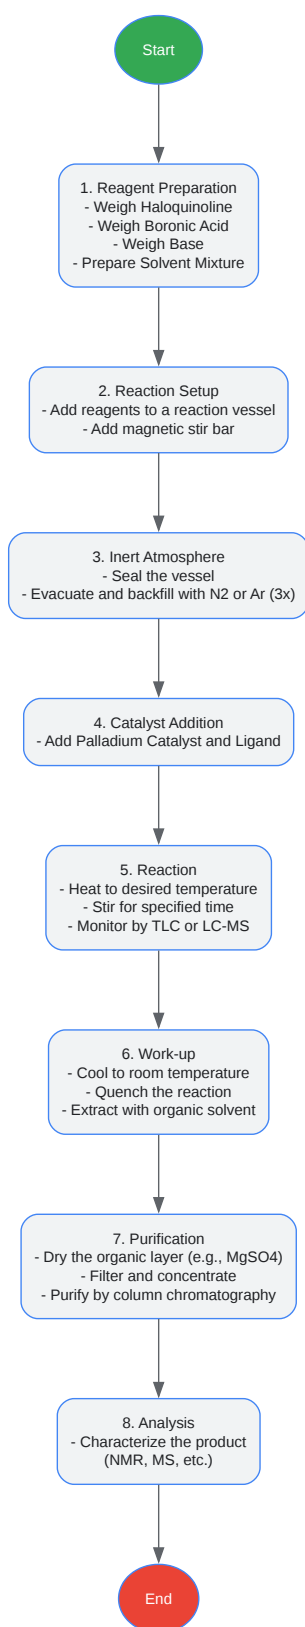 Start
1. Reagent Preparation
- Weigh Haloquinoline
- Weigh Boronic Acid
- Weigh Base
- Prepare Solvent Mixture
2. Reaction Setup
- Add reagents to a reaction vessel
- Add magnetic stir bar
3. Inert Atmosphere
- Seal the vessel
- Evacuate and backfill with N2 or Ar (3x)
4. Catalyst Addition
- Add Palladium Catalyst and Ligand
5. Reaction
- Heat to desired temperature
- Stir for specified time
- Monitor by TLC or LC-MS
6. Work-up
- Cool to room temperature
- Quench the reaction
- Extract with organic solvent
7. Purification
- Dry the organic layer (e.g., MgSO4)
- Filter and concentrate
- Purify by column chromatography
8. Analysis
- Characterize the product
(NMR, MS, etc.)
End